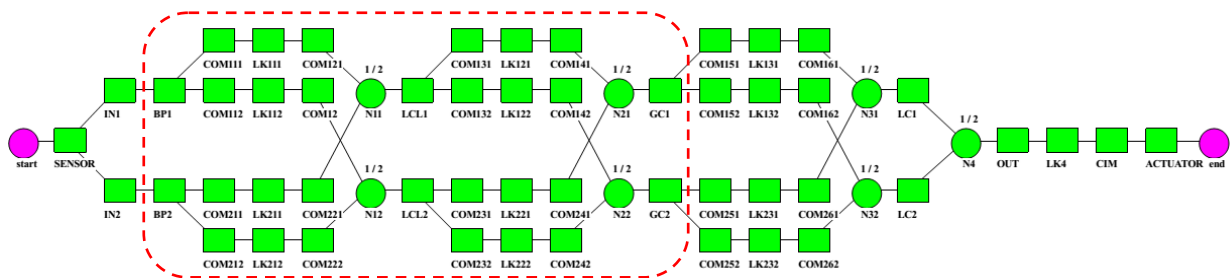 COM111 LK111 COM121 COM131 LK121 COM141 COM151 LK131 COM161
1 / 2 1 / 2 1 / 2
IN1 BP1 COM112 LK112 COM12 N11 LCL1 COM132 LK122 COM142 N21 GC1 COM152 LK132 COM162 N31 LC1
1 / 2
start SENSOR N4 OUT LK4 CIM ACTUATOR end
1 / 2 1 / 2 1 / 2
IN2 BP2 COM211 LK211 COM221 N12 LCL2 COM231 LK221 COM241 N22 GC2 COM251 LK231 COM261 N32 LC2
COM212 LK212 COM222 COM232 LK222 COM242 COM252 LK232 COM262